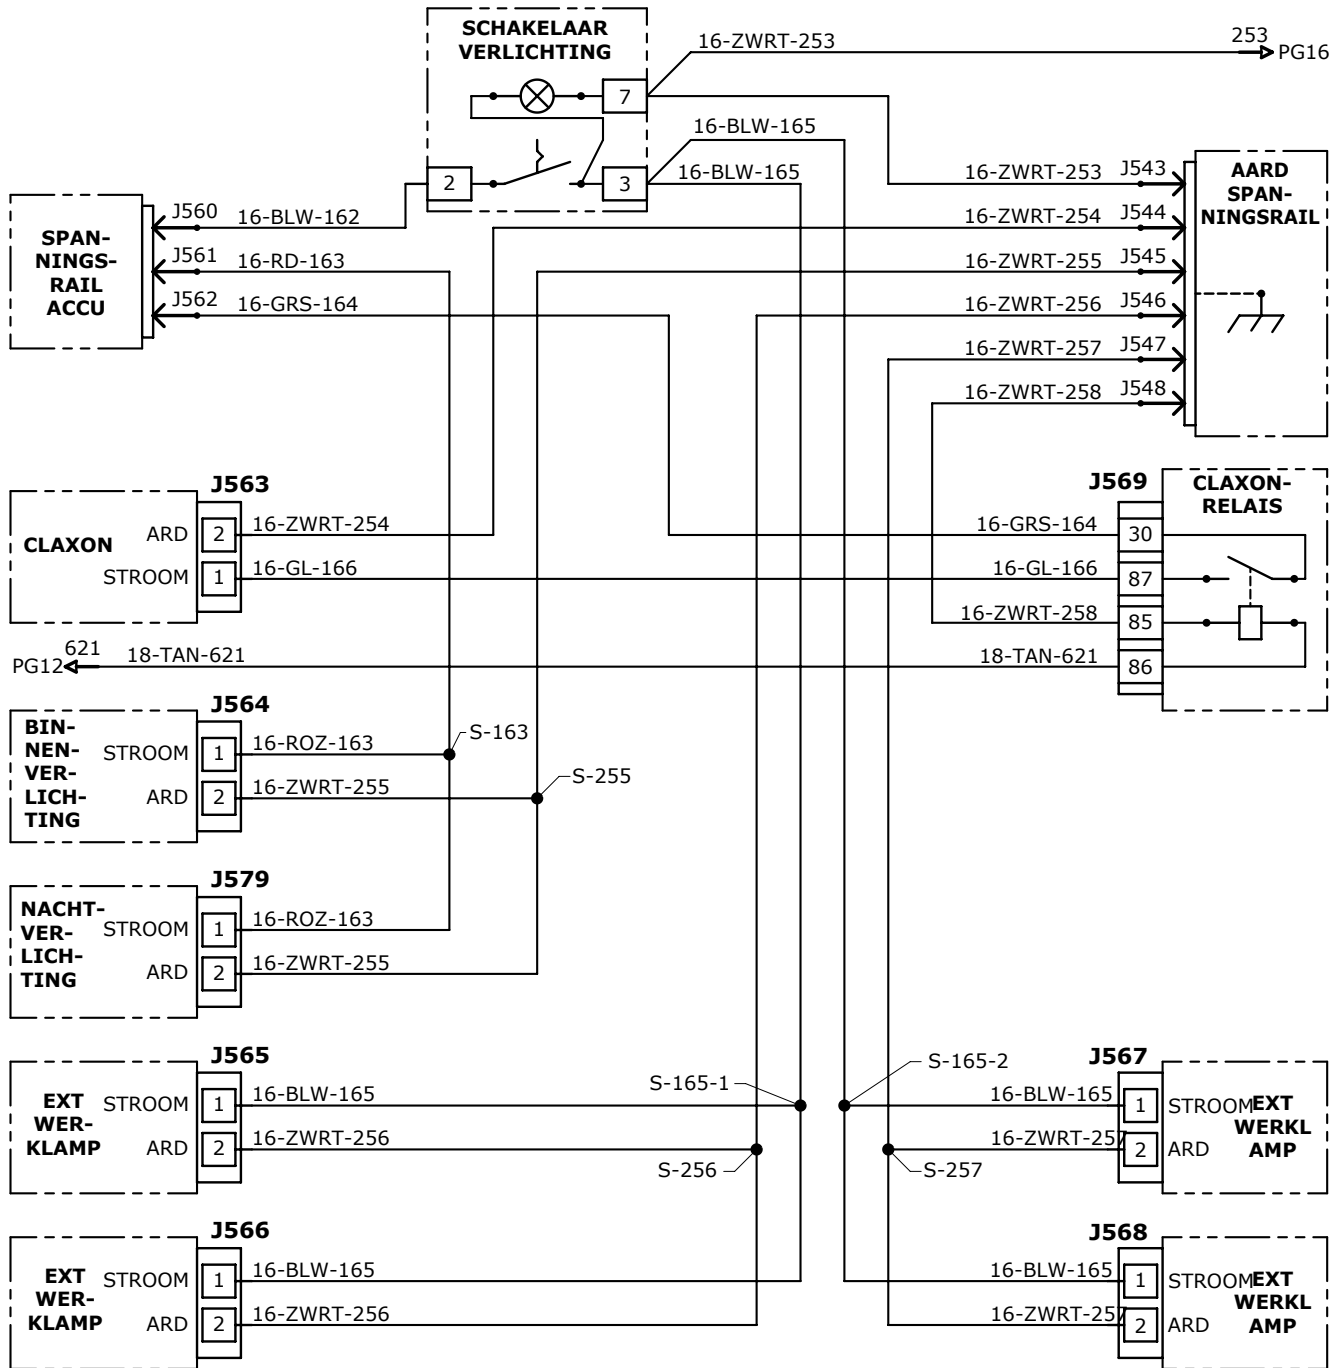 SCHAKELAAR
VERLICHTING
7
2
3
16-ZWRT-253
253
PG16
16-BLW-165
16-BLW-165
SPAN-
NINGS-
RAIL
ACCU
J560
16-BLW-162
J561
16-RD-163
J562
16-GRS-164
16-ZWRT-253
J543
16-ZWRT-254
J544
16-ZWRT-255
J545
16-ZWRT-256
J546
16-ZWRT-257
J547
16-ZWRT-258
J548
AARD
SPAN-
NINGSRAIL
J563
CLAXON
ARD
2
16-ZWRT-254
STROOM
1
16-GL-166
J569
CLAXON-
RELAIS
16-GRS-164
30
16-GL-166
87
16-ZWRT-258
85
18-TAN-621
86
PG12
621
18-TAN-621
J564
BIN-
NEN-
VER-
LICH-
TING
STROOM
1
16-ROZ-163
ARD
2
16-ZWRT-255
S-163
S-255
J579
NACHT-
VER-
LICH-
TING
STROOM
1
16-ROZ-163
ARD
2
16-ZWRT-255
J565
EXT
WER-
KLAMP
STROOM
1
16-BLW-165
ARD
2
16-ZWRT-256
S-165-1
S-256
S-165-2
S-257
J567
16-BLW-165
1
STROOM
16-ZWRT-257
2
ARD
EXT
WERKL
AMP
J566
EXT
WER-
KLAMP
STROOM
1
16-BLW-165
ARD
2
16-ZWRT-256
J568
16-BLW-165
1
STROOM
16-ZWRT-257
2
ARD
EXT
WERKL
AMP